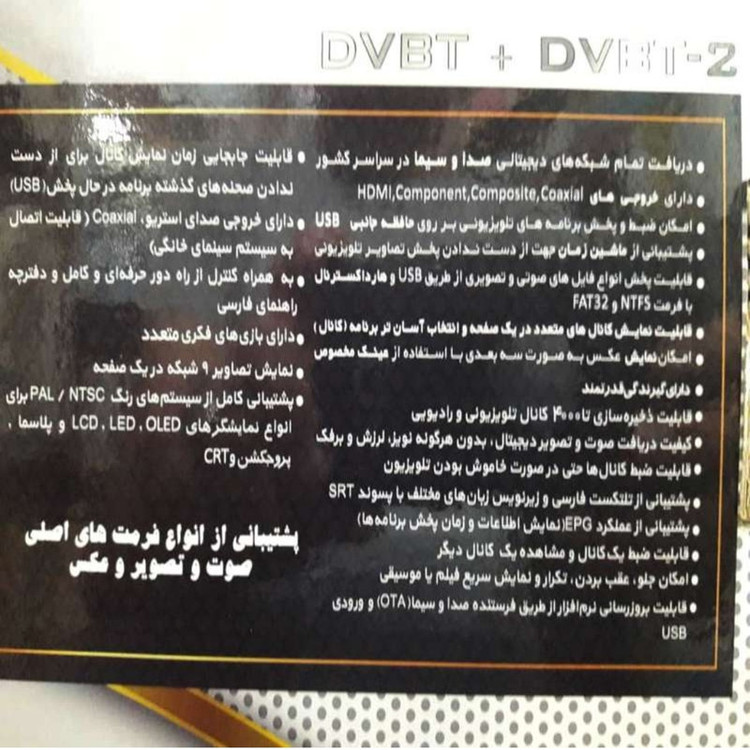 DVBT + DVBT-2
• دریافت تمام شبکه‌های دیجیتالی صدا و سیما در سراسر کشور
• دارای خروجی های HDMI,Component,Composite,Coaxial
• امکان ضبط و پخش برنامه های تلویزیونی بر روی حافظه جانبی USB
• پشتیبانی از ماشین زمان جهت از دست ندادن پخش تصاویر تلویزیونی
• قابلیت پخش انواع فایل های صوتی و تصویری از طریق USB و هارداکسترنال
با فرمت NTFS و FAT32
• قابلیت نمایش کانال های متعدد در یک صفحه و انتخاب آسان تر برنامه (کانال)
• امکان نمایش عکس به صورت سه بعدی با استفاده از عینک مخصوص
• دارای گیرندگی قدرتمند
• قابلیت ذخیره سازی تا ۴۰۰۰ کانال تلویزیونی و رادیویی
• کیفیت دریافت صوت و تصویر دیجیتال، بدون هرگونه نویز، لرزش و برفک
• قابلیت ضبط کانال‌ها حتی در صورت خاموش بودن تلویزیون
• پشتیبانی از تلتکست فارسی و زیرنویس زبان های مختلف با پسوند SRT
• پشتیبانی از عملکرد EPG(نمایش اطلاعات و زمان پخش برنامه ها)
• قابلیت ضبط یک کانال و مشاهده یک کانال دیگر
• امکان جلو، عقب بردن، تکرار و نمایش سریع فیلم یا موسیقی
• قابلیت بروزرسانی نرم‌افزار از طریق فرستنده صدا و سیما(OTA) و ورودی
USB
• قابلیت جابجایی زمان نمایش کانال برای از دست
ندادن صحنه های گذشته برنامه در حال پخش(USB)
• دارای خروجی صدای استریو، Coaxial ( قابلیت اتصال
به سیستم سینمای خانگی)
• به همراه کنترل از راه دور حرفه‌ای و کامل و دفترچه
راهنمای فارسی
• دارای بازی های فکری متعدد
• نمایش تصاویر ۹ شبکه در یک صفحه
• پشتیبانی کامل از سیستم های رنگ PAL / NTSC برای
انواع نمایشگرهای LCD ، LED ، OLED و پلاسما ،
پروجکشن و CRT
پشتیبانی از انواع فرمت های اصلی
صوت و تصویر و عکس